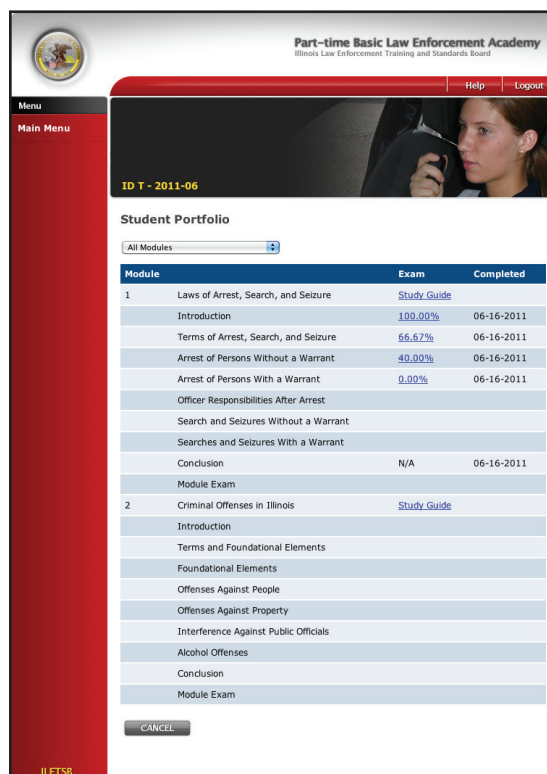 Part-time Basic Law Enforcement Academy
Illinois Law Enforcement Training and Standards Board
Help Logout
Menu
Main Menu
ID T - 2011-06
Student Portfolio
All Modules
Module Exam Completed
1 Laws of Arrest, Search, and Seizure Study Guide
Introduction 100.00% 06-16-2011
Terms of Arrest, Search, and Seizure 66.67% 06-16-2011
Arrest of Persons Without a Warrant 40.00% 06-16-2011
Arrest of Persons With a Warrant 0.00% 06-16-2011
Officer Responsibilities After Arrest
Search and Seizures Without a Warrant
Searches and Seizures With a Warrant
Conclusion N/A 06-16-2011
Module Exam
2 Criminal Offenses in Illinois Study Guide
Introduction
Terms and Foundational Elements
Foundational Elements
Offenses Against People
Offenses Against Property
Interference Against Public Officials
Alcohol Offenses
Conclusion
Module Exam
CANCEL
ILETSB